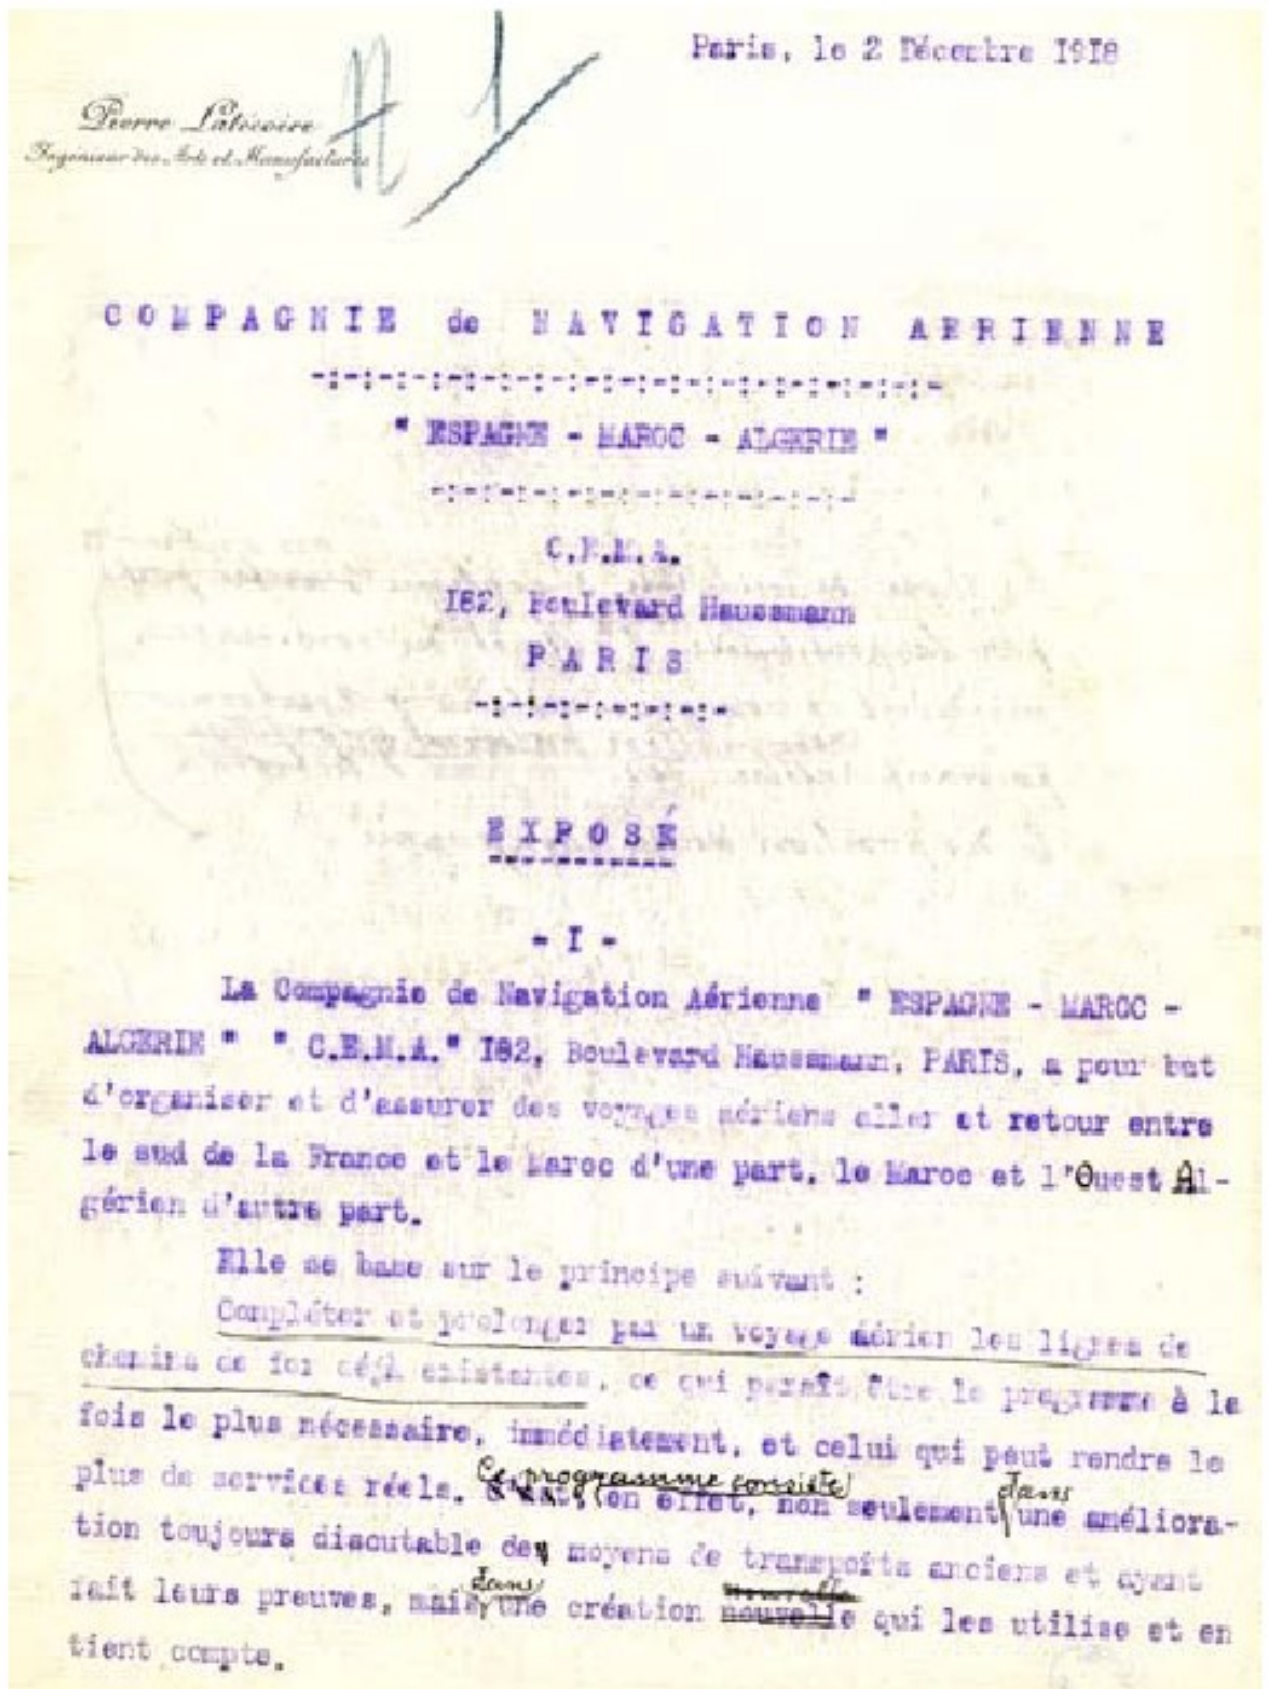 Paris, le 2 Décembre 1918
N 1
Pierre Latécoère
Ingénieur des Arts et Manufactures
COMPAGNIE de NAVIGATION AERIENNE
-:-:-:-:-:-:-:-:-:-:-:-:-:-:-:-:-:-:-
" ESPAGNE - MAROC - ALGERIE "
-:-:-:-:-:-:-:-:-:-:-:-:-
C.E.M.A.
182, Boulevard Haussmann
PARIS
-:-:-:-:-:-:-:-
EXPOSÉ
- I -
La Compagnie de Navigation Aérienne " ESPAGNE - MAROC -
ALGERIE " " C.E.M.A." 182, Boulevard Haussmann, PARIS, a pour but
d'organiser et d'assurer des voyages aériens aller et retour entre
le sud de la France et le Maroc d'une part, le Maroc et l'Ouest Al-
gérien d'autre part.
Elle se base sur le principe suivant :
Compléter et prolonger par un voyage aérien les lignes de
chemins de fer déjà existantes, ce qui paraît être le programme à la
fois le plus nécessaire, immédiatement, et celui qui peut rendre le
Ce programme consiste dans
plus de services réels. C'est, en effet, non seulement une améliora-
tion toujours discutable des moyens de transports anciens et ayant
dans nouvelle
fait leurs preuves, mais une création nouvelle qui les utilise et en
tient compte.